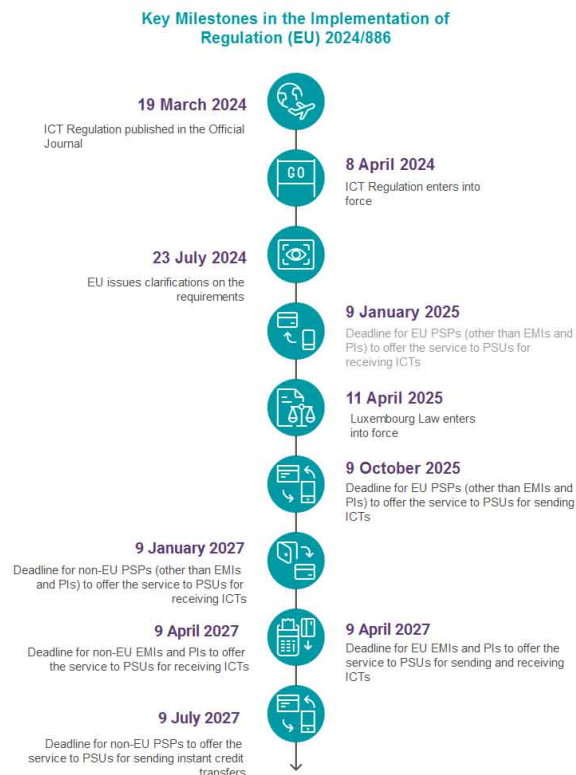 Key Milestones in the Implementation of
Regulation (EU) 2024/886
19 March 2024
ICT Regulation published in the Official
Journal
GO
8 April 2024
ICT Regulation enters into
force
23 July 2024
EU issues clarifications on the
requirements
9 January 2025
Deadline for EU PSPs (other than EMIs and
PIs) to offer the service to PSUs for
receiving ICTs
11 April 2025
Luxembourg Law enters
into force
9 October 2025
Deadline for EU PSPs (other than EMIs and
PIs) to offer the service to PSUs for sending
ICTs
9 January 2027
Deadline for non-EU PSPs (other than EMIs
and PIs) to offer the service to PSUs for
receiving ICTs
9 April 2027
Deadline for non-EU EMIs and PIs to offer
the service to PSUs for receiving ICTs
9 April 2027
Deadline for EU EMIs and PIs to offer the
service to PSUs for sending and receiving
ICTs
9 July 2027
Deadline for non-EU PSPs to offer the
service to PSUs for sending instant credit
transfers